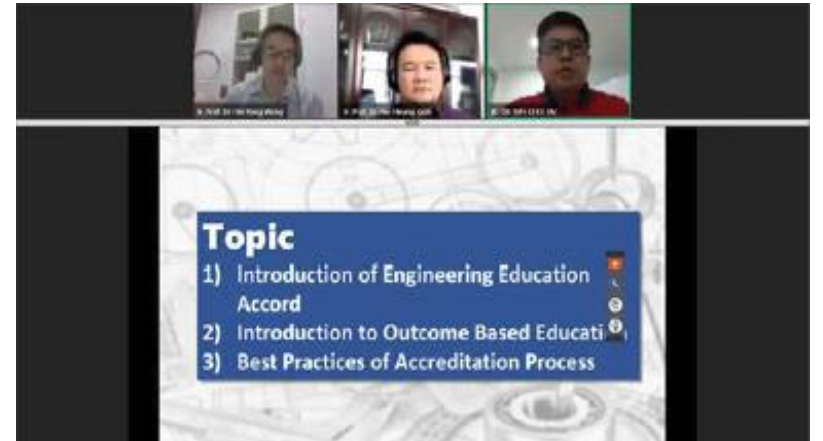 Topic
1) Introduction of Engineering Education
Accord
2) Introduction to Outcome Based Educati
3) Best Practices of Accreditation Process